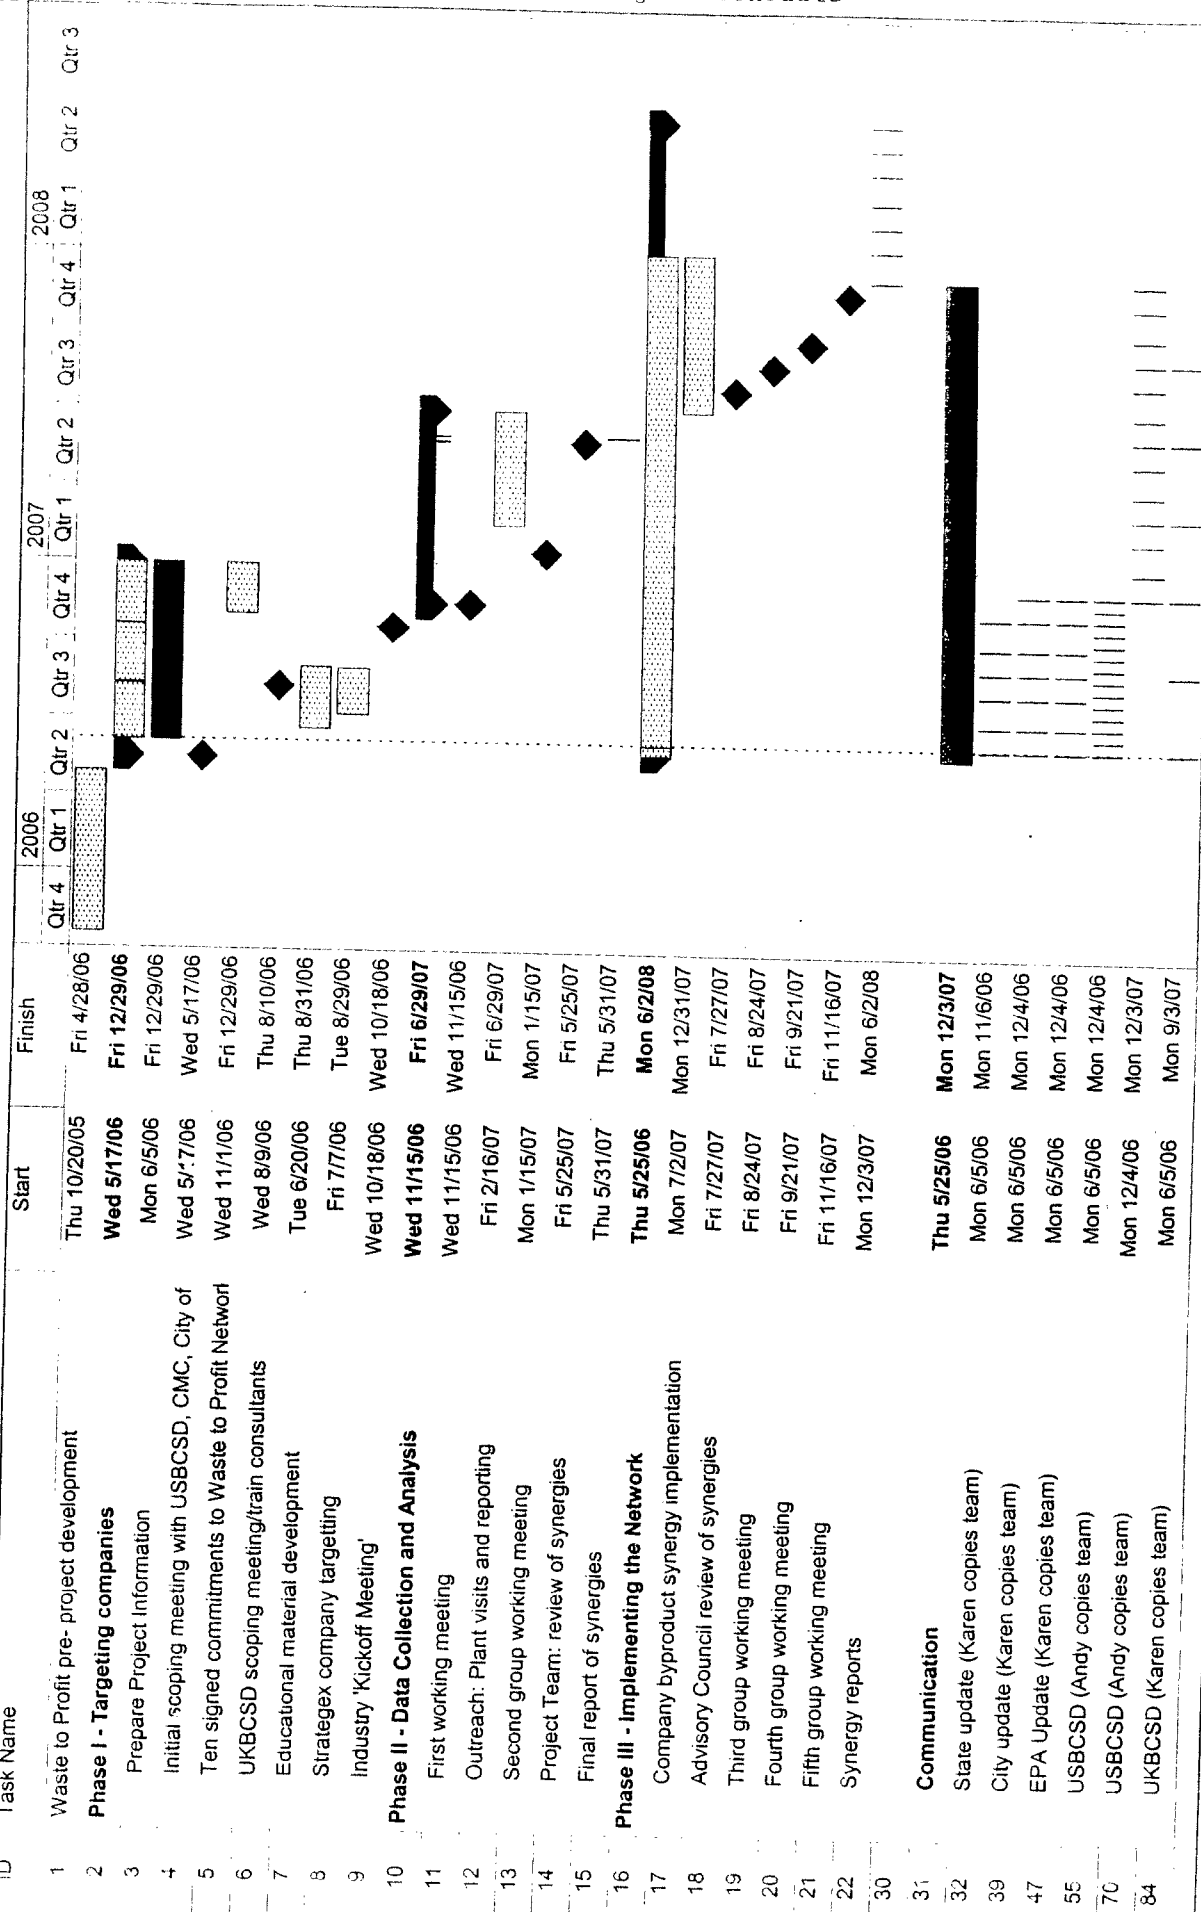 ID Task Name Start Finish
2006 2007 2008
Qtr 4 Qtr 1 Qtr 2 Qtr 3 Qtr 4 Qtr 1 Qtr 2 Qtr 3 Qtr 4 Qtr 1 Qtr 2 Qtr 3
1 Waste to Profit pre- project development Thu 10/20/05 Fri 4/28/06
2 Phase I - Targeting companies Wed 5/17/06 Fri 12/29/06
3 Prepare Project Information Mon 6/5/06 Fri 12/29/06
4 Initial scoping meeting with USBCSD, CMC, City of Wed 5/17/06 Wed 5/17/06
5 Ten signed commitments to Waste to Profit Networl Wed 11/1/06 Fri 12/29/06
6 UKBCSD scoping meeting/train consultants Wed 8/9/06 Thu 8/10/06
7 Educational material development Tue 6/20/06 Thu 8/31/06
8 Strategex company targetting Fri 7/7/06 Tue 8/29/06
9 Industry 'Kickoff Meeting' Wed 10/18/06 Wed 10/18/06
10 Phase II - Data Collection and Analysis Wed 11/15/06 Fri 6/29/07
11 First working meeting Wed 11/15/06 Wed 11/15/06
12 Outreach: Plant visits and reporting Fri 2/16/07 Fri 6/29/07
13 Second group working meeting Mon 1/15/07 Mon 1/15/07
14 Project Team: review of synergies Fri 5/25/07 Fri 5/25/07
15 Final report of synergies Thu 5/31/07 Thu 5/31/07
16 Phase III - Implementing the Network Thu 5/25/06 Mon 6/2/08
17 Company byproduct synergy implementation Mon 7/2/07 Mon 12/31/07
18 Advisory Council review of synergies Fri 7/27/07 Fri 7/27/07
19 Third group working meeting Fri 8/24/07 Fri 8/24/07
20 Fourth group working meeting Fri 9/21/07 Fri 9/21/07
21 Fifth group working meeting Fri 11/16/07 Fri 11/16/07
22 Synergy reports Mon 12/3/07 Mon 6/2/08
30
31 Communication Thu 5/25/06 Mon 12/3/07
32 State update (Karen copies team) Mon 6/5/06 Mon 11/6/06
39 City update (Karen copies team) Mon 6/5/06 Mon 12/4/06
47 EPA Update (Karen copies team) Mon 6/5/06 Mon 12/4/06
55 USBCSD (Andy copies team) Mon 6/5/06 Mon 12/4/06
70 USBCSD (Andy copies team) Mon 12/4/06 Mon 12/3/07
84 UKBCSD (Karen copies team) Mon 6/5/06 Mon 9/3/07